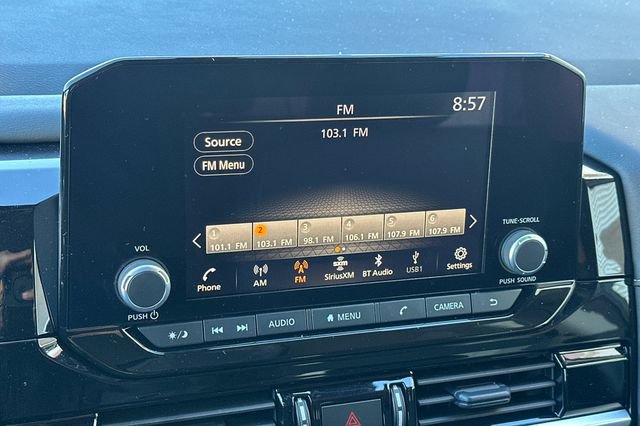 FM
8:57
103.1 FM
Source
FM Menu
1 2 3 4 5 6
101.1 FM 103.1 FM 98.1 FM 106.1 FM 107.9 FM 107.9 FM
Phone AM FM SXM SiriusXM BT Audio USB1 Settings
VOL
PUSH
TUNE·SCROLL
PUSH SOUND
AUDIO MENU CAMERA